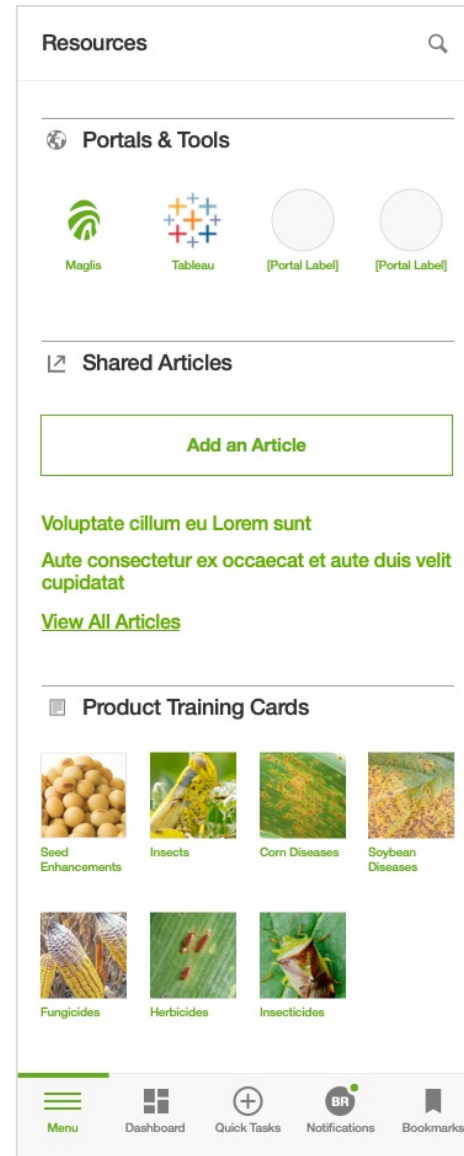 Resources
Portals & Tools
Maglis
Tableau
[Portal Label]
[Portal Label]
Shared Articles
Add an Article
Voluptate cillum eu Lorem sunt
Aute consectetur ex occaecat et aute duis velit
cupidatat
View All Articles
Product Training Cards
Seed
Enhancements
Insects
Corn Diseases
Soybean
Diseases
Fungicides
Herbicides
Insecticides
Menu
Dashboard
Quick Tasks
BR
Notifications
Bookmarks